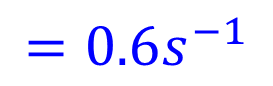 = 0.6s⁻¹